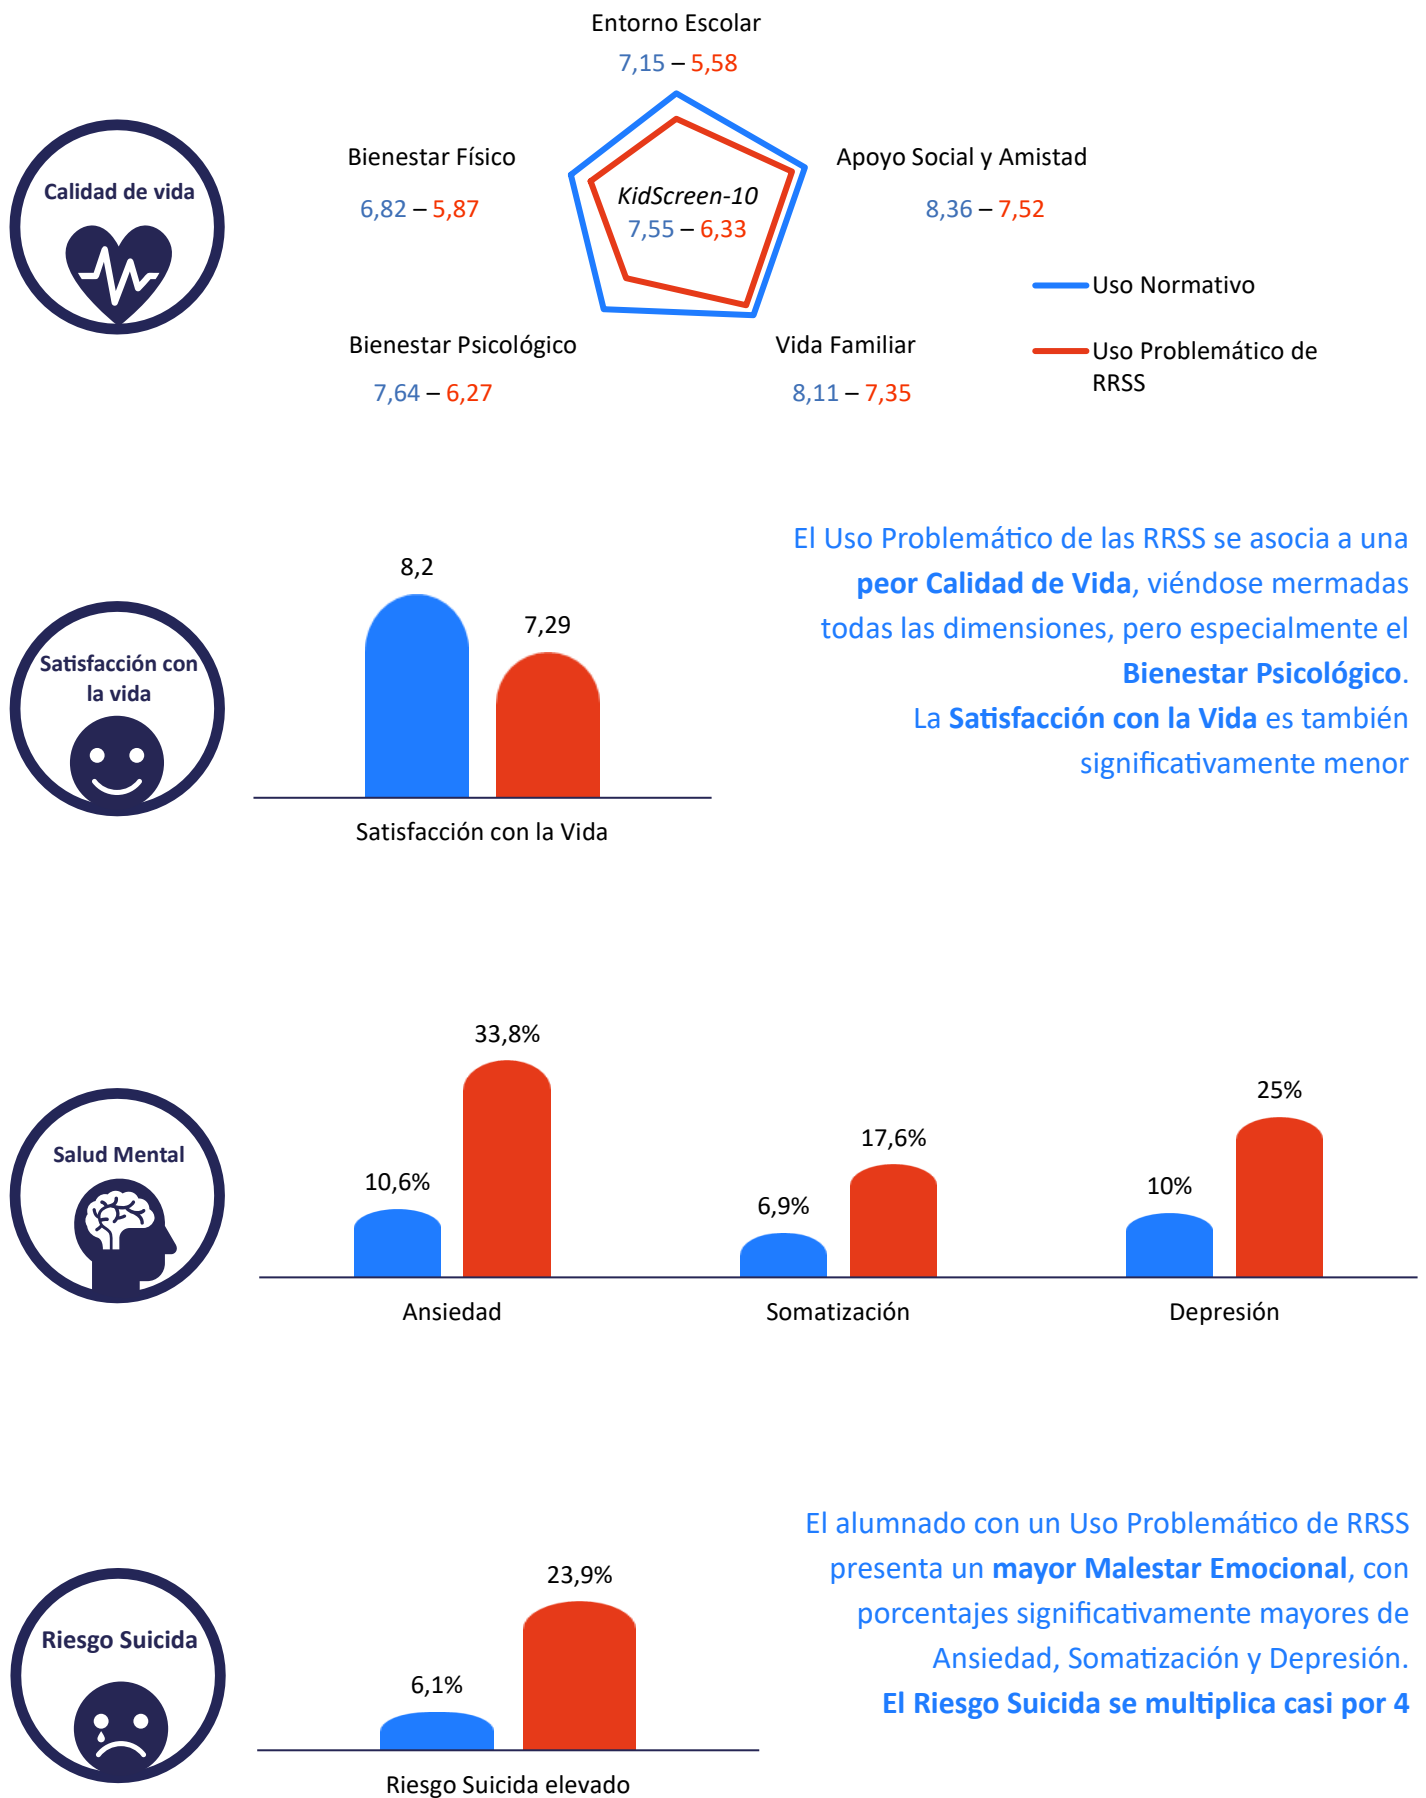 Entorno Escolar
7,15 – 5,58
Calidad de vida
Bienestar Físico
6,82 – 5,87
KidScreen-10
7,55 – 6,33
Apoyo Social y Amistad
8,36 – 7,52
Uso Normativo
Uso Problemático de
RRSS
Bienestar Psicológico
7,64 – 6,27
Vida Familiar
8,11 – 7,35
Satisfacción con
la vida
8,2
7,29
Satisfacción con la Vida
El Uso Problemático de las RRSS se asocia a una
peor Calidad de Vida, viéndose mermadas
todas las dimensiones, pero especialmente el
Bienestar Psicológico.
La Satisfacción con la Vida es también
significativamente menor
Salud Mental
10,6%
33,8%
Ansiedad
6,9%
17,6%
Somatización
10%
25%
Depresión
Riesgo Suicida
6,1%
23,9%
Riesgo Suicida elevado
El alumnado con un Uso Problemático de RRSS
presenta un mayor Malestar Emocional, con
porcentajes significativamente mayores de
Ansiedad, Somatización y Depresión.
El Riesgo Suicida se multiplica casi por 4